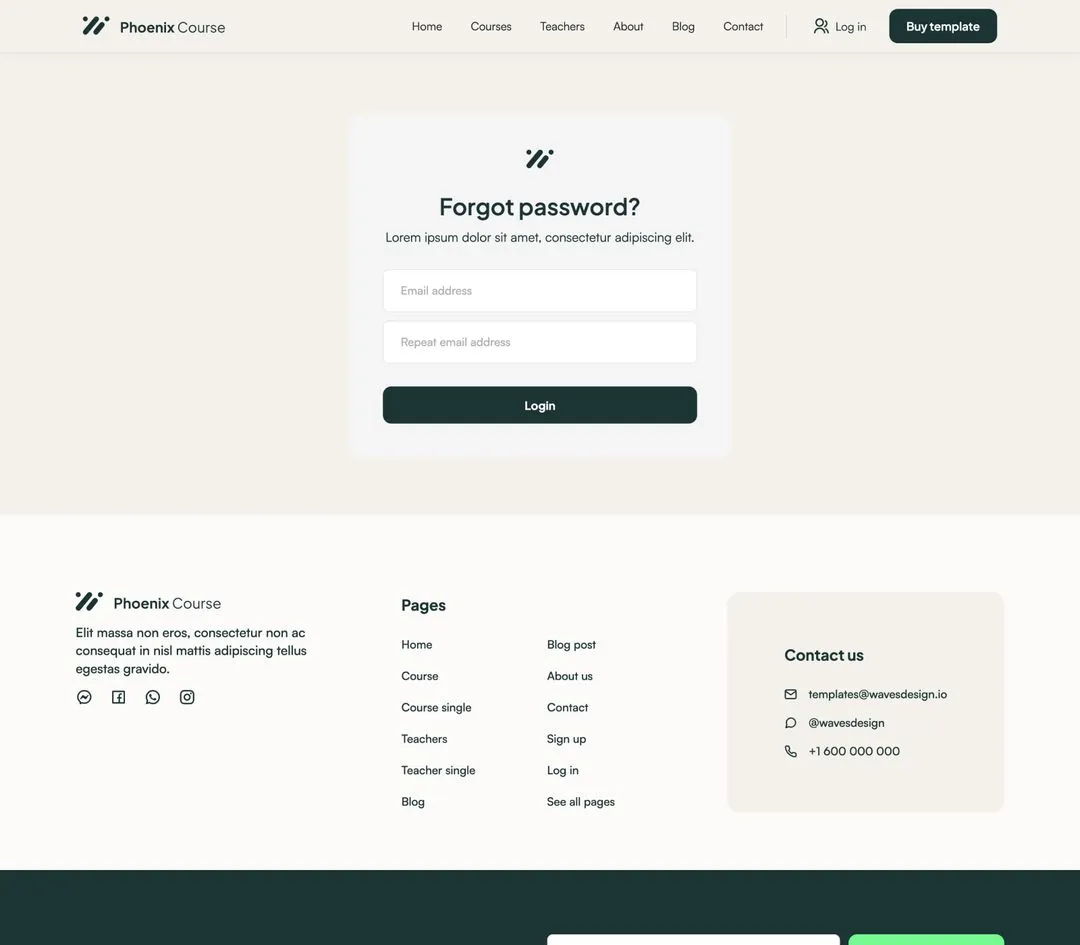 Phoenix Course
Home
Courses
Teachers
About
Blog
Contact
Log in
Buy template
Forgot password?
Lorem ipsum dolor sit amet, consectetur adipiscing elit.
Email address
Repeat email address
Login
Phoenix Course
Elit massa non eros, consectetur non ac
consequat in nisl mattis adipiscing tellus
egestas gravido.
Pages
Home
Course
Course single
Teachers
Teacher single
Blog
Blog post
About us
Contact
Sign up
Log in
See all pages
Contact us
templates@wavesdesign.io
@wavesdesign
+1 600 000 000